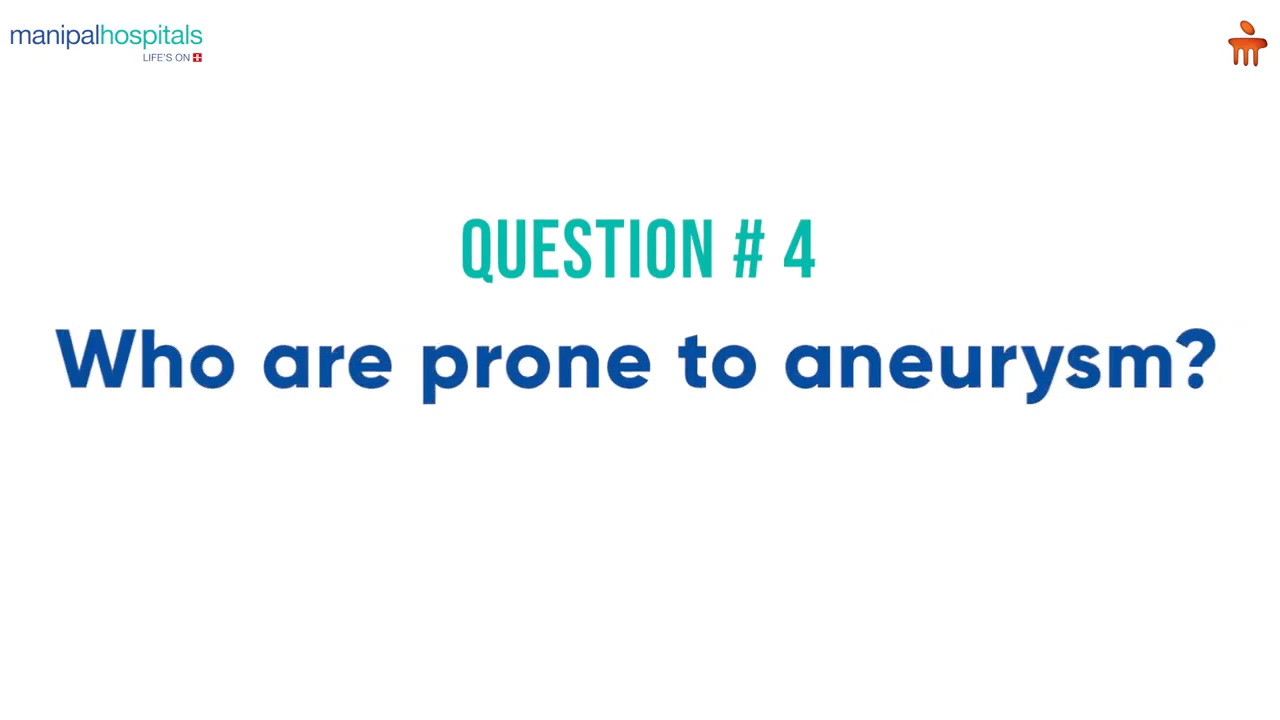 manipalhospitals
LIFE'S ON
QUESTION # 4
Who are prone to aneurysm?